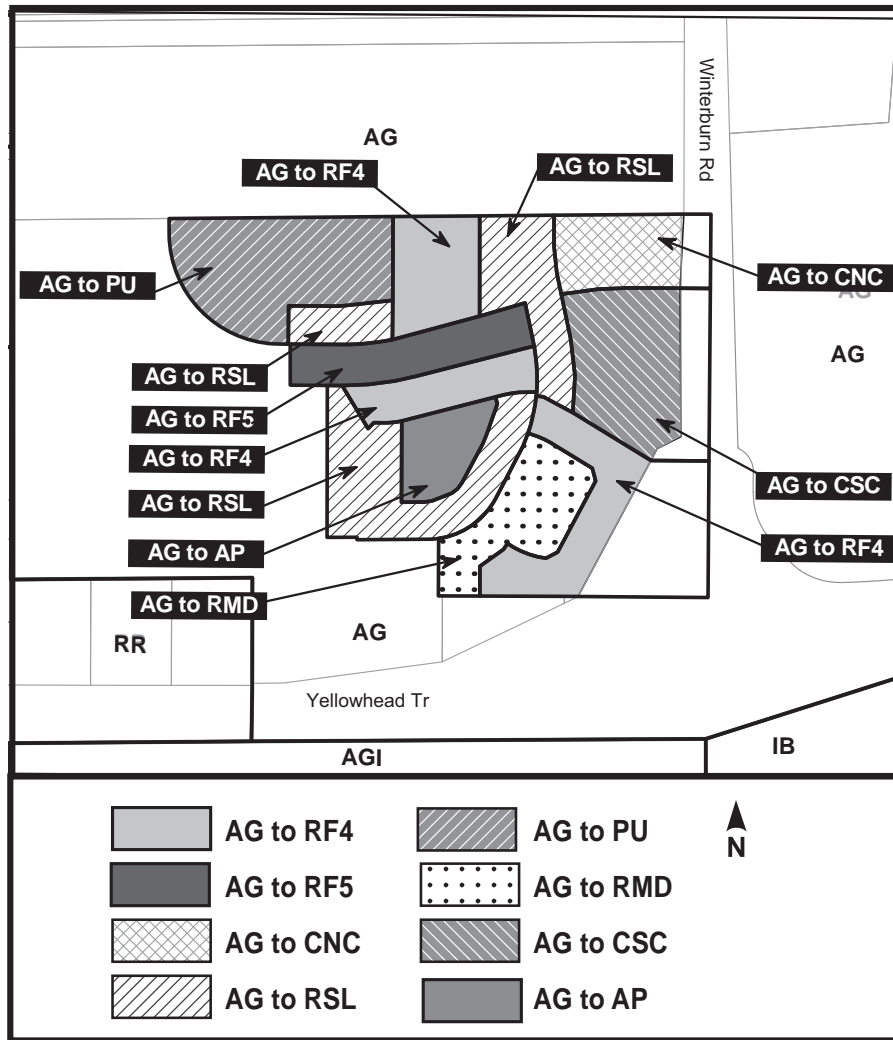 Winterburn Rd
AG
AG to RF4
AG to RSL
AG to PU
AG to CNC
AG
AG
AG to RSL
AG to RF5
AG to RF4
AG to RSL
AG to CSC
AG to AP
AG to RF4
AG to RMD
AG
RR
Yellowhead Tr
AGI
IB
AG to RF4
AG to PU
N
AG to RF5
AG to RMD
AG to CNC
AG to CSC
AG to RSL
AG to AP